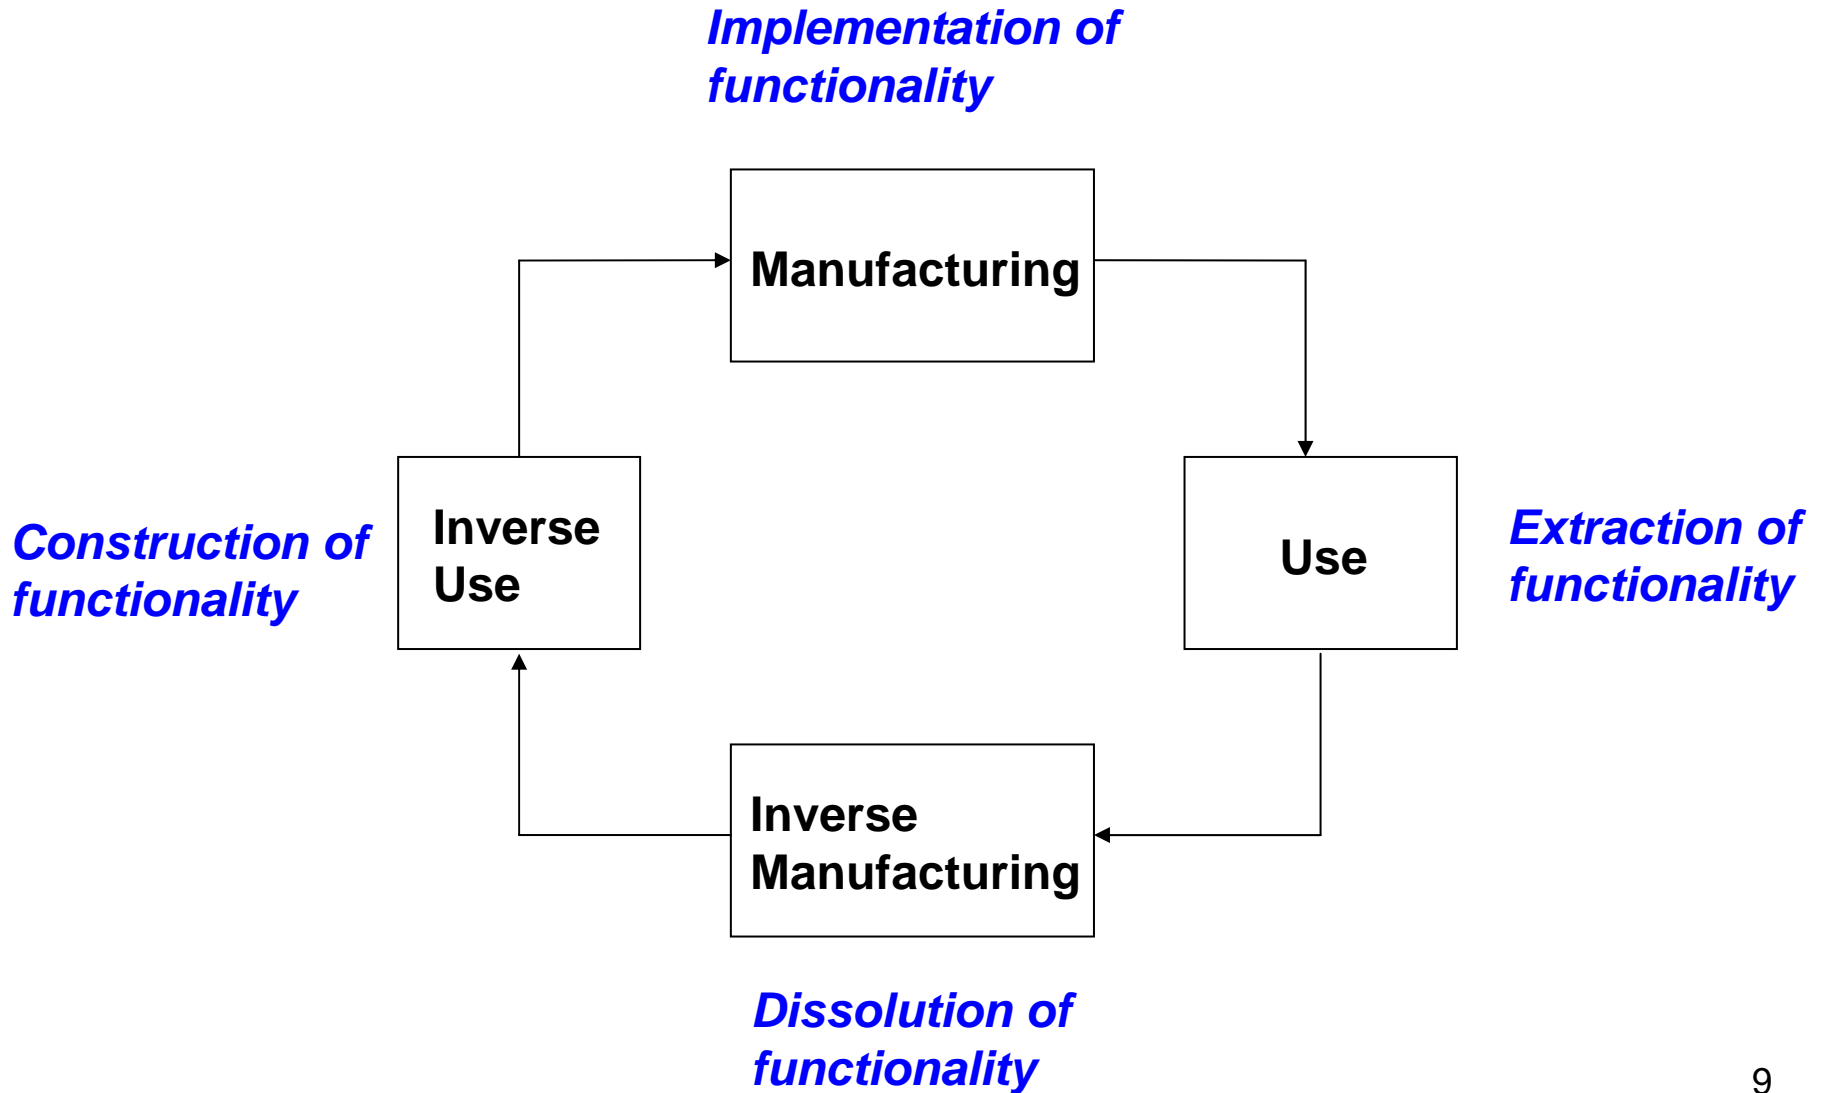 Implementation of
functionality
Manufacturing
Construction of
functionality
Inverse
Use
Use
Extraction of
functionality
Inverse
Manufacturing
Dissolution of
functionality
9